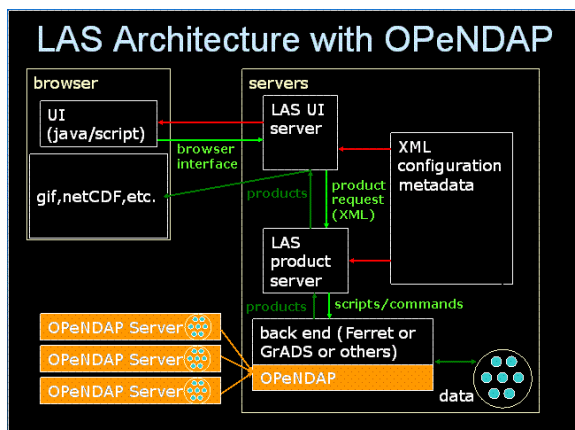 LAS Architecture with OPeNDAP
browser
servers
UI
(java/script)
LAS UI
server
browser
interface
XML
configuration
metadata
gif,netCDF,etc.
products
product
request
(XML)
LAS
product
server
products
scripts/commands
OPeNDAP Server
OPeNDAP Server
OPeNDAP Server
back end (Ferret or
GrADS or others)
OPeNDAP
data